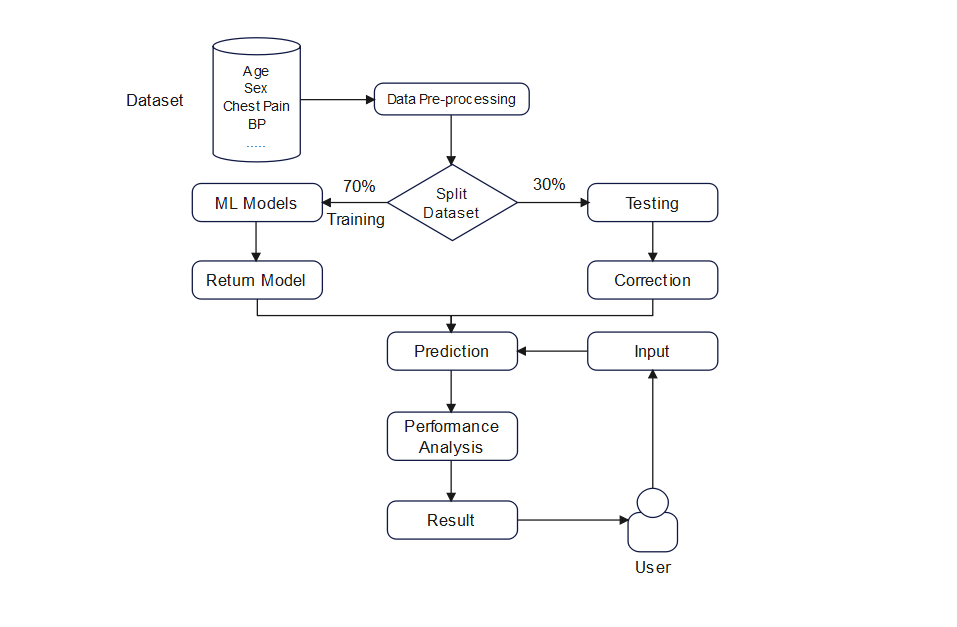 Dataset
Age
Sex
Chest Pain
BP
.....
Data Pre-processing
Split
Dataset
70%
Training
30%
ML Models
Testing
Return Model
Correction
Prediction
Input
Performance
Analysis
Result
User